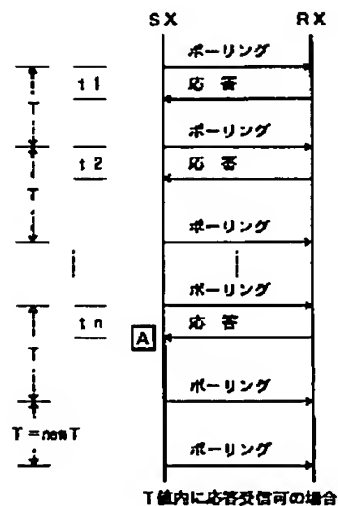 SX RX
ポーリング
t1 応答
T
ポーリング
t2 応答
T
ポーリング
ポーリング
tn 応答
A
T
ポーリング
T=newT
ポーリング
T値内に応答受信可の場合